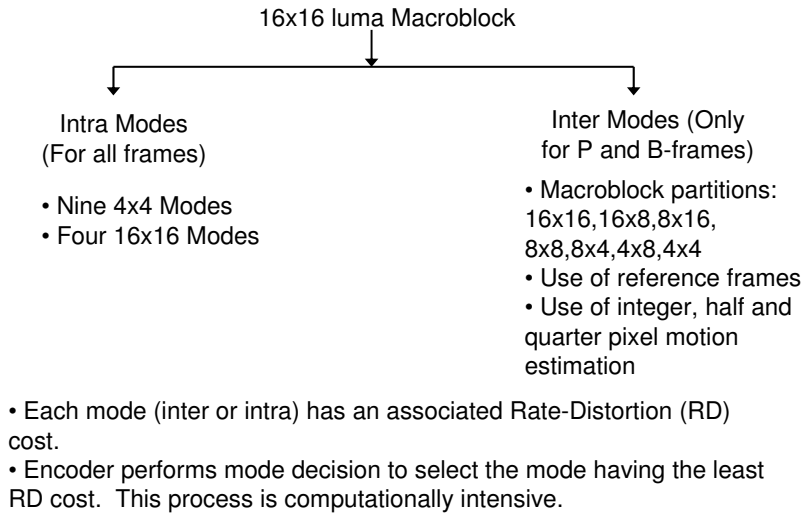 16x16 luma Macroblock
Intra Modes
(For all frames)
• Nine 4x4 Modes
• Four 16x16 Modes
Inter Modes (Only
for P and B-frames)
• Macroblock partitions:
16x16,16x8,8x16,
8x8,8x4,4x8,4x4
• Use of reference frames
• Use of integer, half and
quarter pixel motion
estimation
• Each mode (inter or intra) has an associated Rate-Distortion (RD)
cost.
• Encoder performs mode decision to select the mode having the least
RD cost.  This process is computationally intensive.